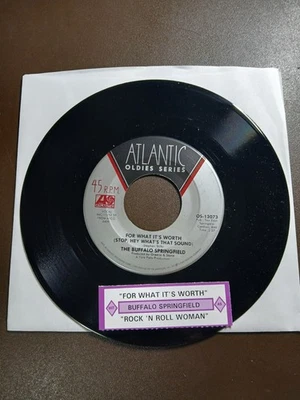 ATLANTIC
OLDIES SERIES
45 R.P.M.
FOR WHAT IT'S WORTH
(STOP, HEY WHAT'S THAT SOUND)
OS-13073
THE BUFFALO SPRINGFIELD
"FOR WHAT IT'S WORTH"
BUFFALO SPRINGFIELD
"ROCK 'N ROLL WOMAN"